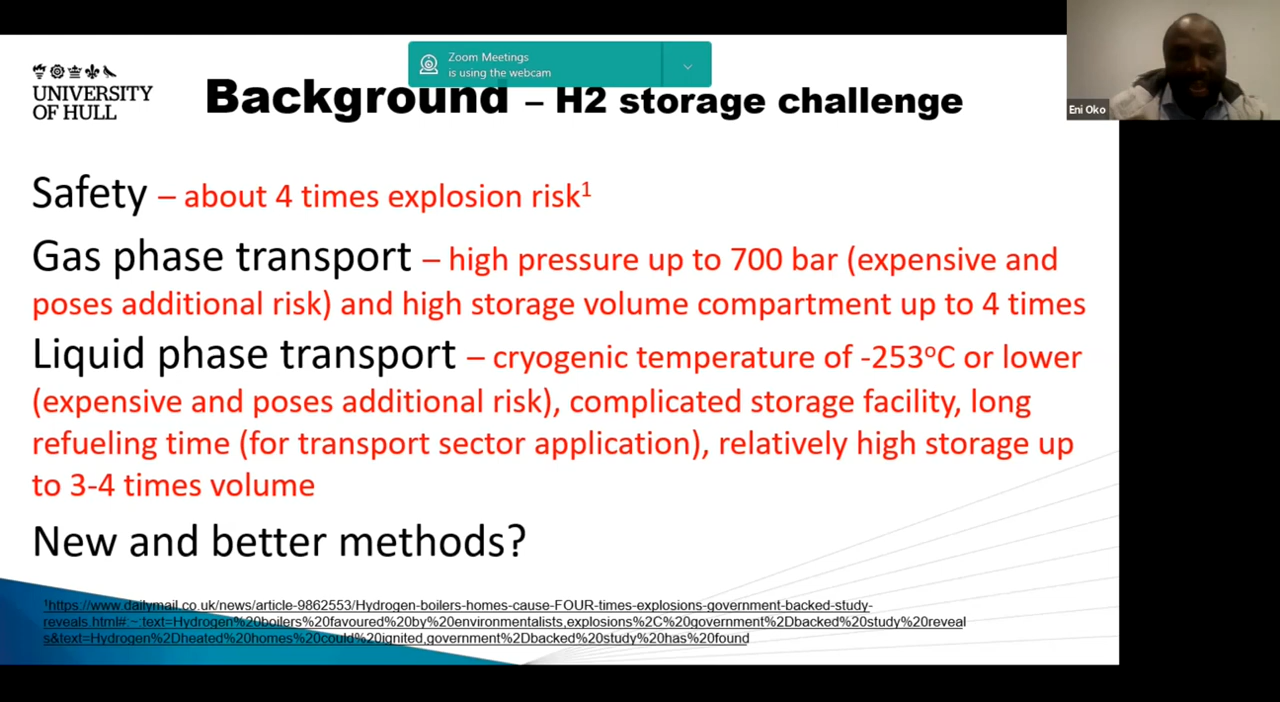 Zoom Meetings
is using the webcam
Eni Oko
UNIVERSITY
OF HULL
Background – H2 storage challenge
Safety – about 4 times explosion risk¹
Gas phase transport – high pressure up to 700 bar (expensive and
poses additional risk) and high storage volume compartment up to 4 times
Liquid phase transport – cryogenic temperature of -253ºC or lower
(expensive and poses additional risk), complicated storage facility, long
refueling time (for transport sector application), relatively high storage up
to 3-4 times volume
New and better methods?
¹https://www.dailymail.co.uk/news/article-9862553/Hydrogen-boilers-homes-cause-FOUR-times-explosions-government-backed-study-
reveals.html#:~:text=Hydrogen%20boilers%20favoured%20by%20environmentalists,explosions%2C%20government%2Dbacked%20study%20reveal
s&text=Hydrogen%2Dheated%20homes%20could%20ignited,government%2Dbacked%20study%20has%20found